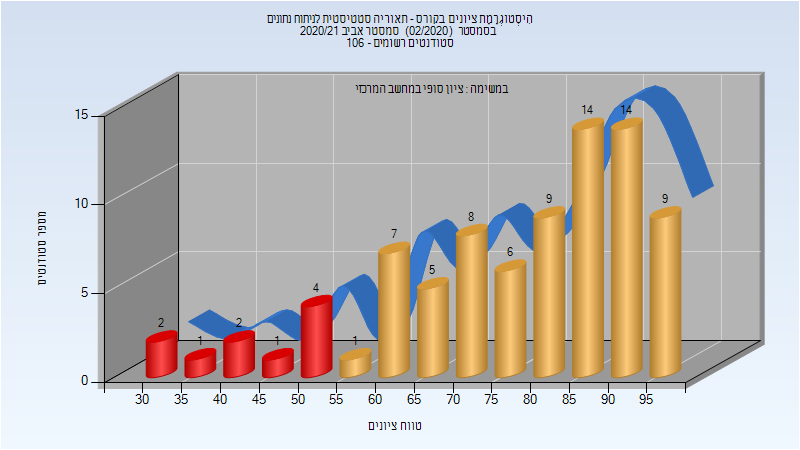 הִיסְטוֹגְרָמַת ציונים בקורס - תאוריה סטטיסטית לניתוח נתונים
בסמסטר (02/2020) סמסטר אביב 2020/21
סטודנטים רשומים - 106
במשימה : ציון סופי במחשב המרכזי
מספר סטודנטים
15
10
5
0
2
1
2
1
4
1
7
5
8
6
9
14
14
9
30 35 40 45 50 55 60 65 70 75 80 85 90 95
טווח ציונים